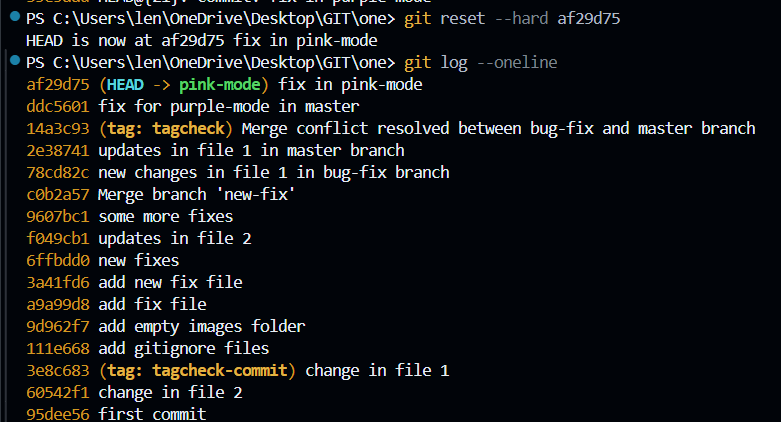 PS C:\Users\len\OneDrive\Desktop\GIT\one> git reset --hard af29d75
HEAD is now at af29d75 fix in pink-mode
PS C:\Users\len\OneDrive\Desktop\GIT\one> git log --oneline
af29d75 (HEAD -> pink-mode) fix in pink-mode
ddc5601 fix for purple-mode in master
14a3c93 (tag: tagcheck) Merge conflict resolved between bug-fix and master branch
2e38741 updates in file 1 in master branch
78cd82c new changes in file 1 in bug-fix branch
c0b2a57 Merge branch 'new-fix'
9607bc1 some more fixes
f049cb1 updates in file 2
6ffbdd0 new fixes
3a41fd6 add new fix file
a9a99d8 add fix file
9d962f7 add empty images folder
111e668 add gitignore files
3e8c683 (tag: tagcheck-commit) change in file 1
60542f1 change in file 2
95dee56 first commit